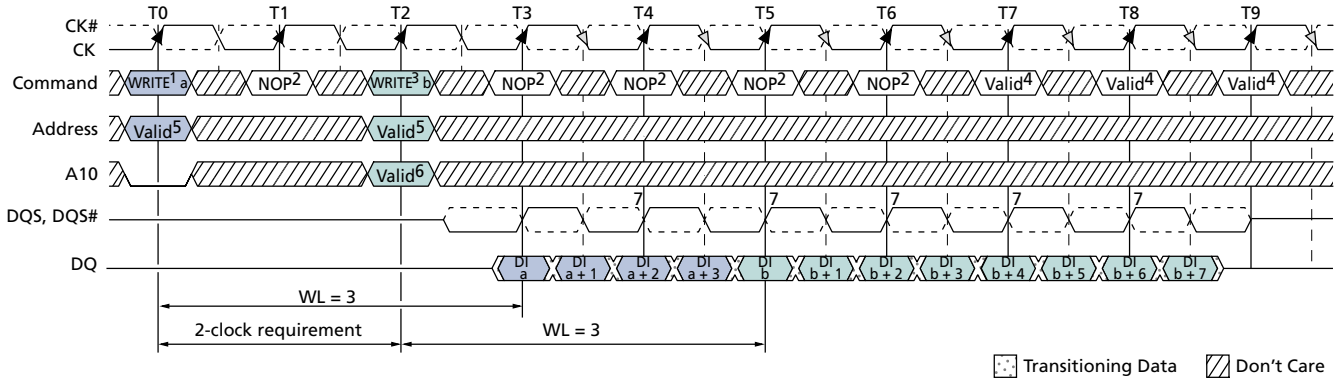 T0 T1 T2 T3 T4 T5 T6 T7 T8 T9
CK#
CK
Command WRITE¹ a NOP² WRITE³ b NOP² NOP² NOP² NOP² Valid⁴ Valid⁴ Valid⁴
Address Valid⁵ Valid⁵
A10 Valid⁶
7 7 7 7 7
DQS, DQS#
DQ DI a DI a + 1 DI a + 2 DI a + 3 DI b DI b + 1 DI b + 2 DI b + 3 DI b + 4 DI b + 5 DI b + 6 DI b + 7
WL = 3
2-clock requirement WL = 3
Transitioning Data Don't Care